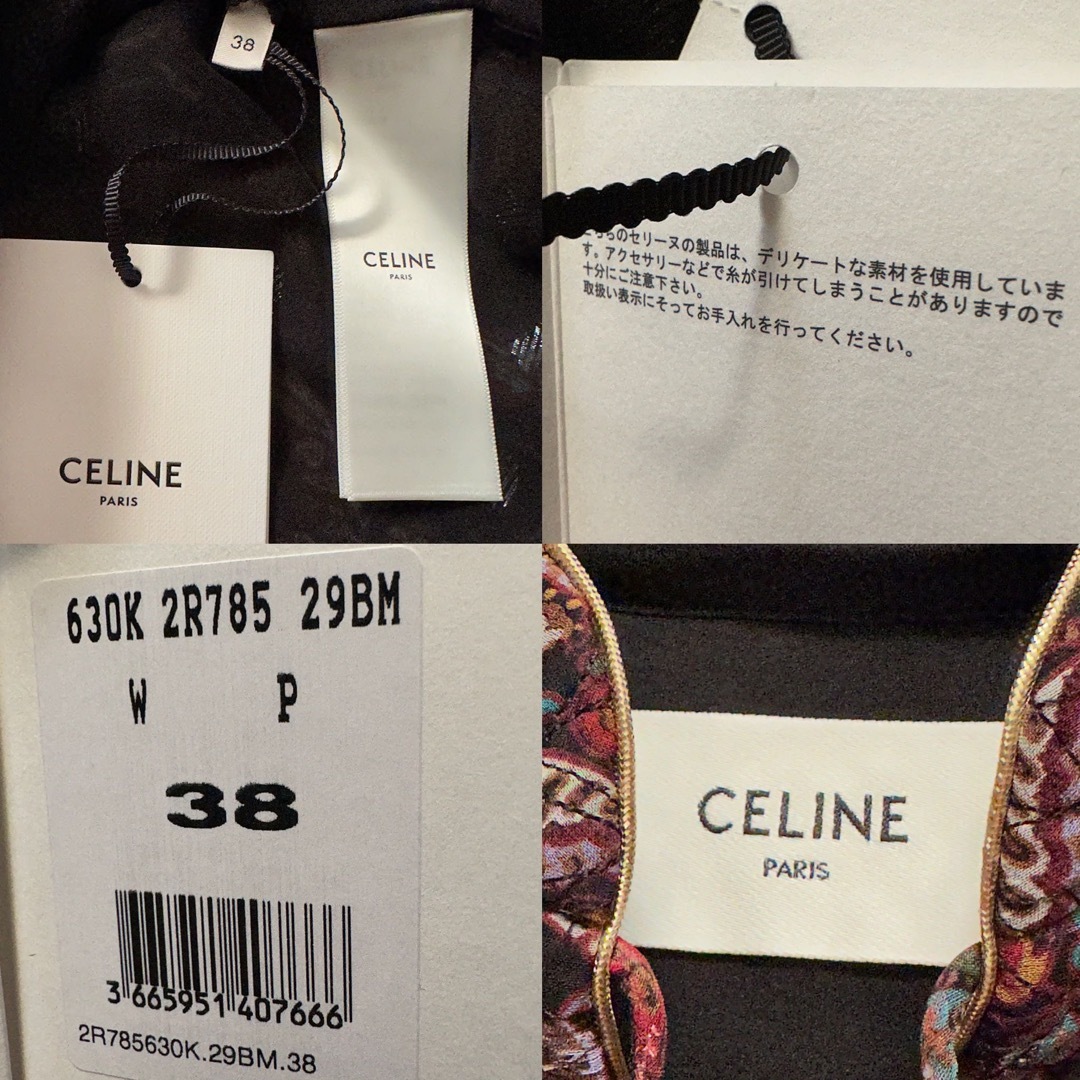 38
CELINE
PARIS
CELINE
PARIS
こちらのセリーヌの製品は、デリケートな素材を使用していま
す。アクセサリーなどで糸が引けてしまうことがありますので
十分にご注意下さい。
取扱い表示にそってお手入れを行ってください。
630K 2R785 29BM
W P
38
3 665951 407666
2R785630K.29BM.38
CELINE
PARIS